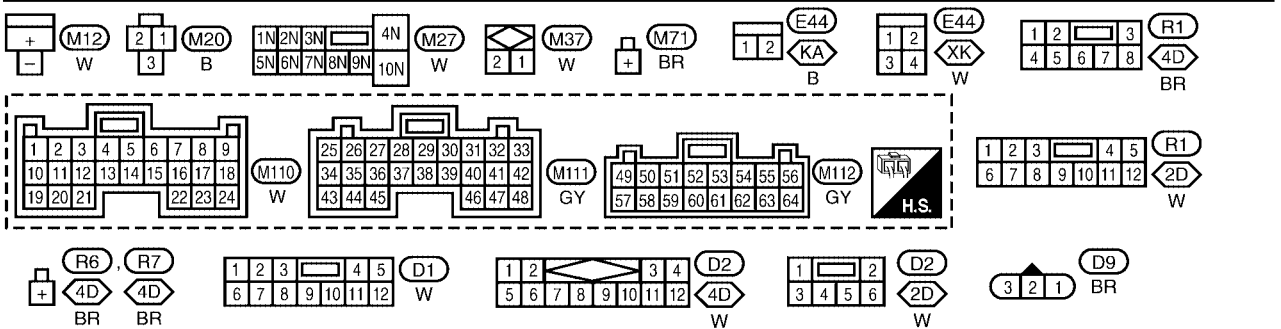 + − M12 W
2 1 3 M20 B
1N 2N 3N 4N M27
5N 6N 7N 8N 9N 10N W
2 1 M37 W
+ M71 BR
1 2 E44 KA B
1 2 E44
3 4 XK W
1 2 3 R1
4 5 6 7 8 4D BR
1 2 3 4 5 6 7 8 9
10 11 12 13 14 15 16 17 18 M110
19 20 21 22 23 24 W
25 26 27 28 29 30 31 32 33
34 35 36 37 38 39 40 41 42 M111
43 44 45 46 47 48 GY
49 50 51 52 53 54 55 56 M112
57 58 59 60 61 62 63 64 GY
H.S.
1 2 3 4 5 R1
6 7 8 9 10 11 12 2D W
+ R6 , R7
4D 4D
BR BR
1 2 3 4 5 D1
6 7 8 9 10 11 12 W
1 2 3 4 D2
5 6 7 8 9 10 11 12 4D W
1 2 D2
3 4 5 6 2D W
3 2 1 D9 BR